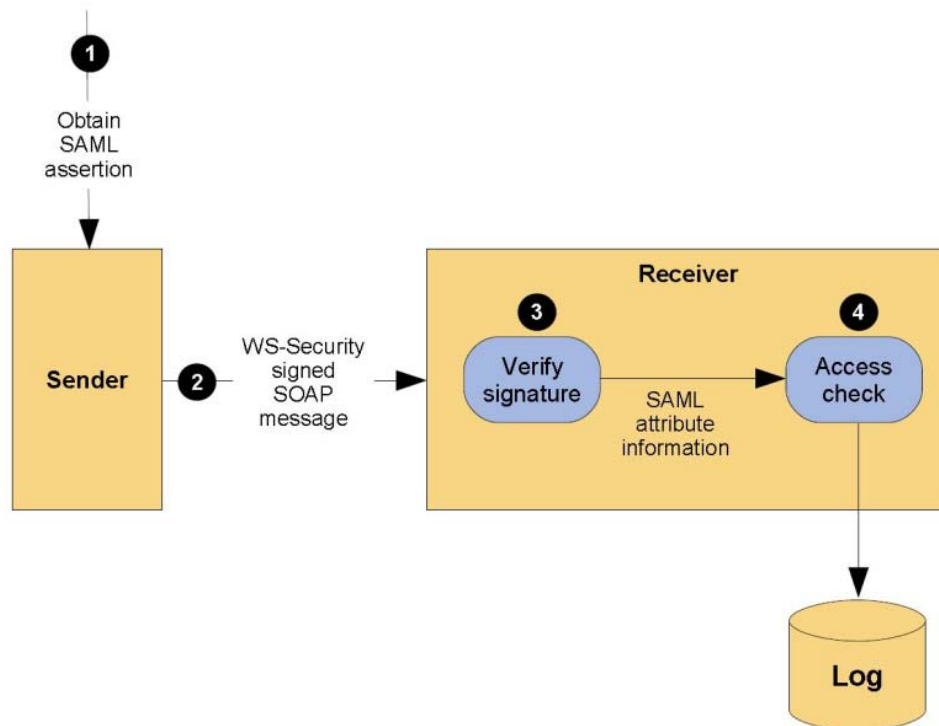 1
Obtain
SAML
assertion
Sender
2
WS-Security
signed
SOAP
message
Receiver
3
Verify
signature
SAML
attribute
information
4
Access
check
Log